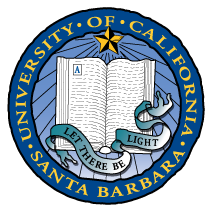 · UNIVERSITY · OF · CALIFORNIA ·
SANTA BARBARA
A
LET THERE BE
LIGHT